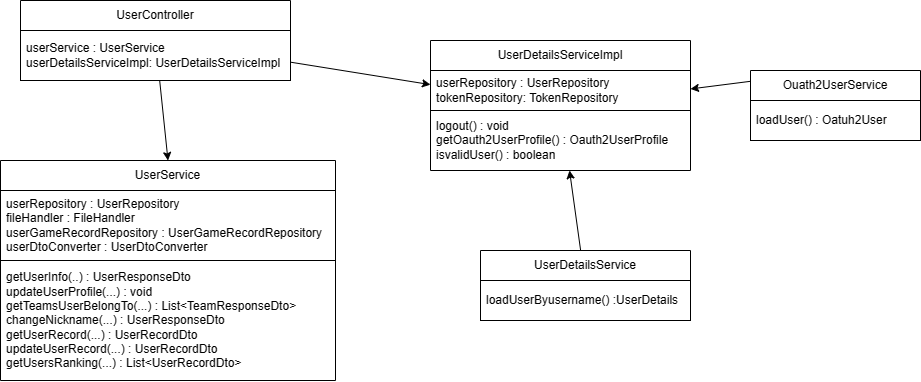 UserController
userService : UserService
userDetailsServiceImpl: UserDetailsServiceImpl
UserDetailsServiceImpl
userRepository : UserRepository
tokenRepository: TokenRepository
logout() : void
getOauth2UserProfile() : Oauth2UserProfile
isvalidUser() : boolean
Ouath2UserService
loadUser() : Oatuh2User
UserService
userRepository : UserRepository
fileHandler : FileHandler
userGameRecordRepository : UserGameRecordRepository
userDtoConverter : UserDtoConverter
getUserInfo(..) : UserResponseDto
updateUserProfile(...) : void
getTeamsUserBelongTo(...) : List<TeamResponseDto>
changeNickname(...) : UserResponseDto
getUserRecord(...) : UserRecordDto
updateUserRecord(...) : UserRecordDto
getUsersRanking(...) : List<UserRecordDto>
UserDetailsService
loadUserByusername() :UserDetails